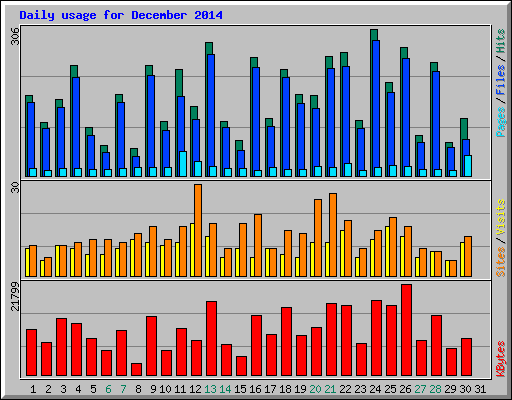 Daily usage for December 2014
306
Pages / Files / Hits
30
Sites / Visits
21799
KBytes
1 2 3 4 5 6 7 8 9 10 11 12 13 14 15 16 17 18 19 20 21 22 23 24 25 26 27 28 29 30 31